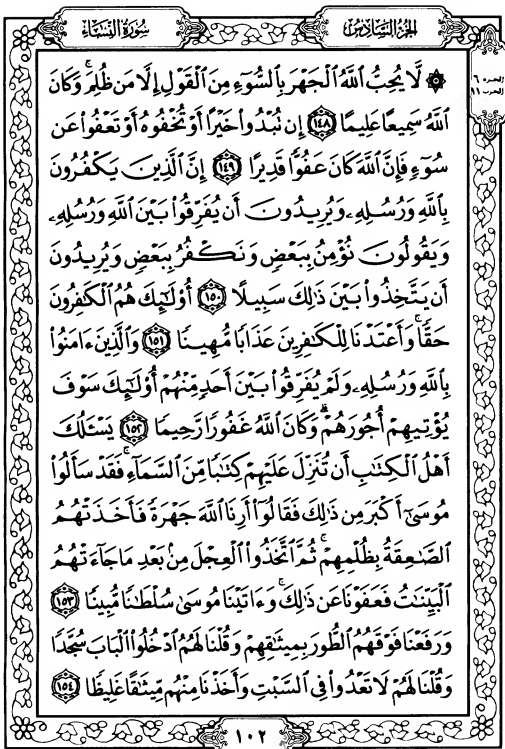 الجزء السادس
سورة النساء
الجزء ٦
الحزب ١١
۞ لَّا يُحِبُّ ٱللَّهُ ٱلْجَهْرَ بِٱلسُّوٓءِ مِنَ ٱلْقَوْلِ إِلَّا مَن ظُلِمَ ۚ وَكَانَ
ٱللَّهُ سَمِيعًا عَلِيمًا ١٤٨ إِن تُبْدُوا۟ خَيْرًا أَوْ تُخْفُوهُ أَوْ تَعْفُوا۟ عَن
سُوٓءٍ فَإِنَّ ٱللَّهَ كَانَ عَفُوًّا قَدِيرًا ١٤٩ إِنَّ ٱلَّذِينَ يَكْفُرُونَ
بِٱللَّهِ وَرُسُلِهِۦ وَيُرِيدُونَ أَن يُفَرِّقُوا۟ بَيْنَ ٱللَّهِ وَرُسُلِهِۦ
وَيَقُولُونَ نُؤْمِنُ بِبَعْضٍ وَنَكْفُرُ بِبَعْضٍ وَيُرِيدُونَ
أَن يَتَّخِذُوا۟ بَيْنَ ذَٰلِكَ سَبِيلًا ١٥٠ أُو۟لَٰٓئِكَ هُمُ ٱلْكَٰفِرُونَ
حَقًّا ۚ وَأَعْتَدْنَا لِلْكَٰفِرِينَ عَذَابًا مُّهِينًا ١٥١ وَٱلَّذِينَ ءَامَنُوا۟
بِٱللَّهِ وَرُسُلِهِۦ وَلَمْ يُفَرِّقُوا۟ بَيْنَ أَحَدٍ مِّنْهُمْ أُو۟لَٰٓئِكَ سَوْفَ
يُؤْتِيهِمْ أُجُورَهُمْ ۗ وَكَانَ ٱللَّهُ غَفُورًا رَّحِيمًا ١٥٢ يَسْـَٔلُكَ
أَهْلُ ٱلْكِتَٰبِ أَن تُنَزِّلَ عَلَيْهِمْ كِتَٰبًا مِّنَ ٱلسَّمَآءِ ۚ فَقَدْ سَأَلُوا۟
مُوسَىٰٓ أَكْبَرَ مِن ذَٰلِكَ فَقَالُوٓا۟ أَرِنَا ٱللَّهَ جَهْرَةً فَأَخَذَتْهُمُ
ٱلصَّٰعِقَةُ بِظُلْمِهِمْ ۚ ثُمَّ ٱتَّخَذُوا۟ ٱلْعِجْلَ مِنۢ بَعْدِ مَا جَآءَتْهُمُ
ٱلْبَيِّنَٰتُ فَعَفَوْنَا عَن ذَٰلِكَ ۚ وَءَاتَيْنَا مُوسَىٰ سُلْطَٰنًا مُّبِينًا ١٥٣
وَرَفَعْنَا فَوْقَهُمُ ٱلطُّورَ بِمِيثَٰقِهِمْ وَقُلْنَا لَهُمُ ٱدْخُلُوا۟ ٱلْبَابَ سُجَّدًا
وَقُلْنَا لَهُمْ لَا تَعْدُوا۟ فِى ٱلسَّبْتِ وَأَخَذْنَا مِنْهُم مِّيثَٰقًا غَلِيظًا ١٥٤
١٠٢